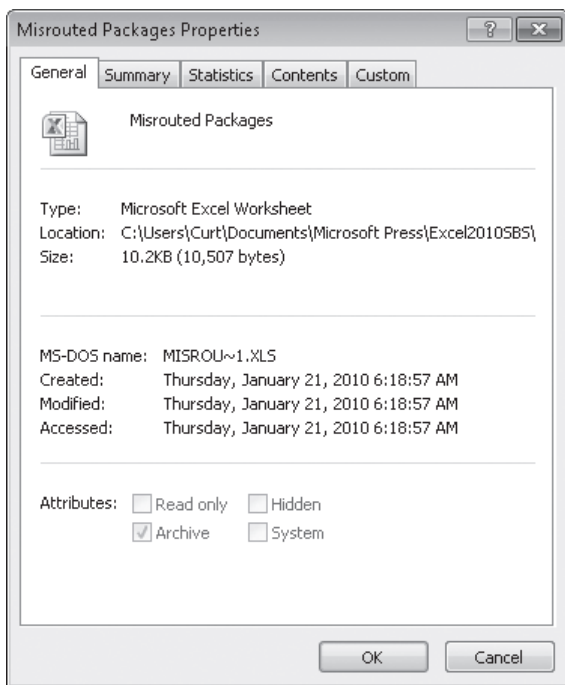 Misrouted Packages Properties
General Summary Statistics Contents Custom
Misrouted Packages
Type: Microsoft Excel Worksheet
Location: C:\Users\Curt\Documents\Microsoft Press\Excel2010SBS\
Size: 10.2KB (10,507 bytes)
MS-DOS name: MISROU~1.XLS
Created: Thursday, January 21, 2010 6:18:57 AM
Modified: Thursday, January 21, 2010 6:18:57 AM
Accessed: Thursday, January 21, 2010 6:18:57 AM
Attributes: Read only Hidden
Archive System
OK Cancel